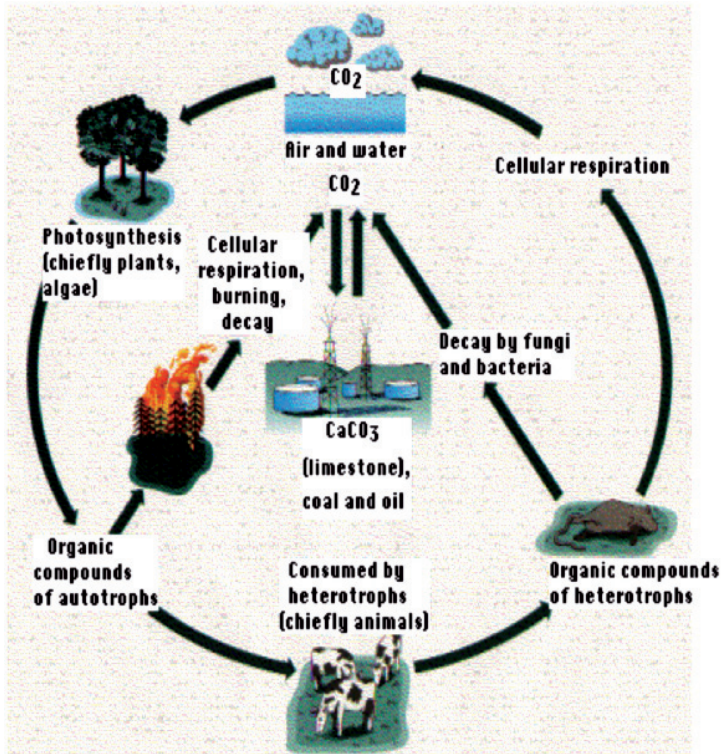 CO2
Air and water
CO2
Cellular respiration
Photosynthesis
(chiefly plants,
algae)
Cellular
respiration,
burning,
decay
Decay by fungi
and bacteria
CaCO3
(limestone),
coal and oil
Organic
compounds
of autotrophs
Consumed by
heterotrophs
(chiefly animals)
Organic compounds
of heterotrophs